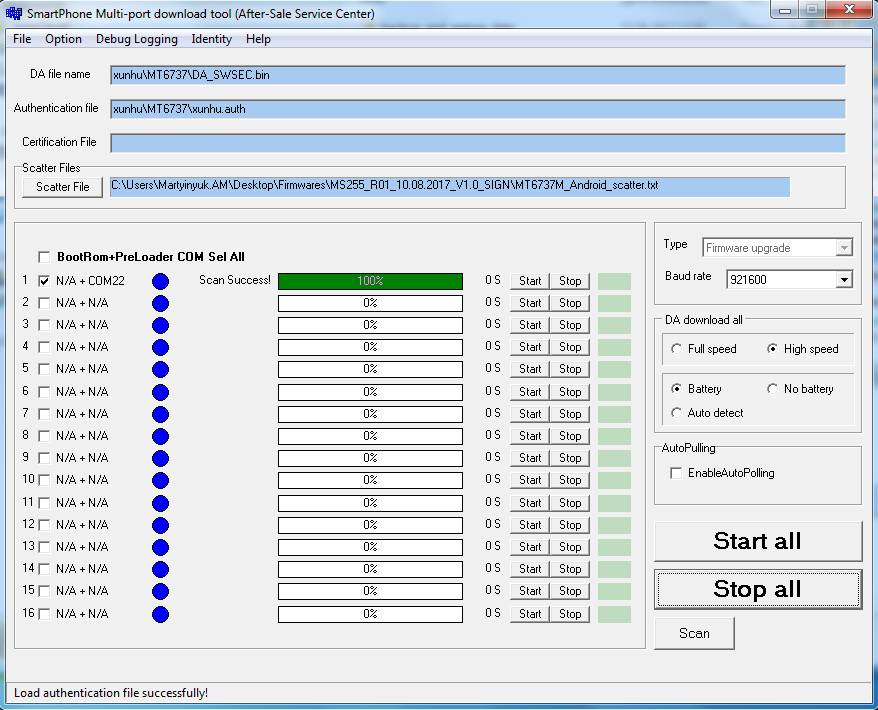 SmartPhone Multi-port download tool (After-Sale Service Center)
File Option Debug Logging Identity Help
DA file name xunhu\MT6737\DA_SWSEC.bin
Authentication file xunhu\MT6737\xunhu.auth
Certification File
Scatter Files
Scatter File C:\Users\Martyinyuk.AM\Desktop\Firmwares\MS255_R01_10.08.2017_V1.0_SIGN\MT6737M_Android_scatter.txt
BootRom+PreLoader COM Sel All
1 N/A + COM22 Scan Success! 100% 0 S Start Stop
2 N/A + N/A 0% 0 S Start Stop
3 N/A + N/A 0% 0 S Start Stop
4 N/A + N/A 0% 0 S Start Stop
5 N/A + N/A 0% 0 S Start Stop
6 N/A + N/A 0% 0 S Start Stop
7 N/A + N/A 0% 0 S Start Stop
8 N/A + N/A 0% 0 S Start Stop
9 N/A + N/A 0% 0 S Start Stop
10 N/A + N/A 0% 0 S Start Stop
11 N/A + N/A 0% 0 S Start Stop
12 N/A + N/A 0% 0 S Start Stop
13 N/A + N/A 0% 0 S Start Stop
14 N/A + N/A 0% 0 S Start Stop
15 N/A + N/A 0% 0 S Start Stop
16 N/A + N/A 0% 0 S Start Stop
Type Firmware upgrade
Baud rate 921600
DA download all
Full speed High speed
Battery No battery
Auto detect
AutoPulling
EnableAutoPolling
Start all
Stop all
Scan
Load authentication file successfully!